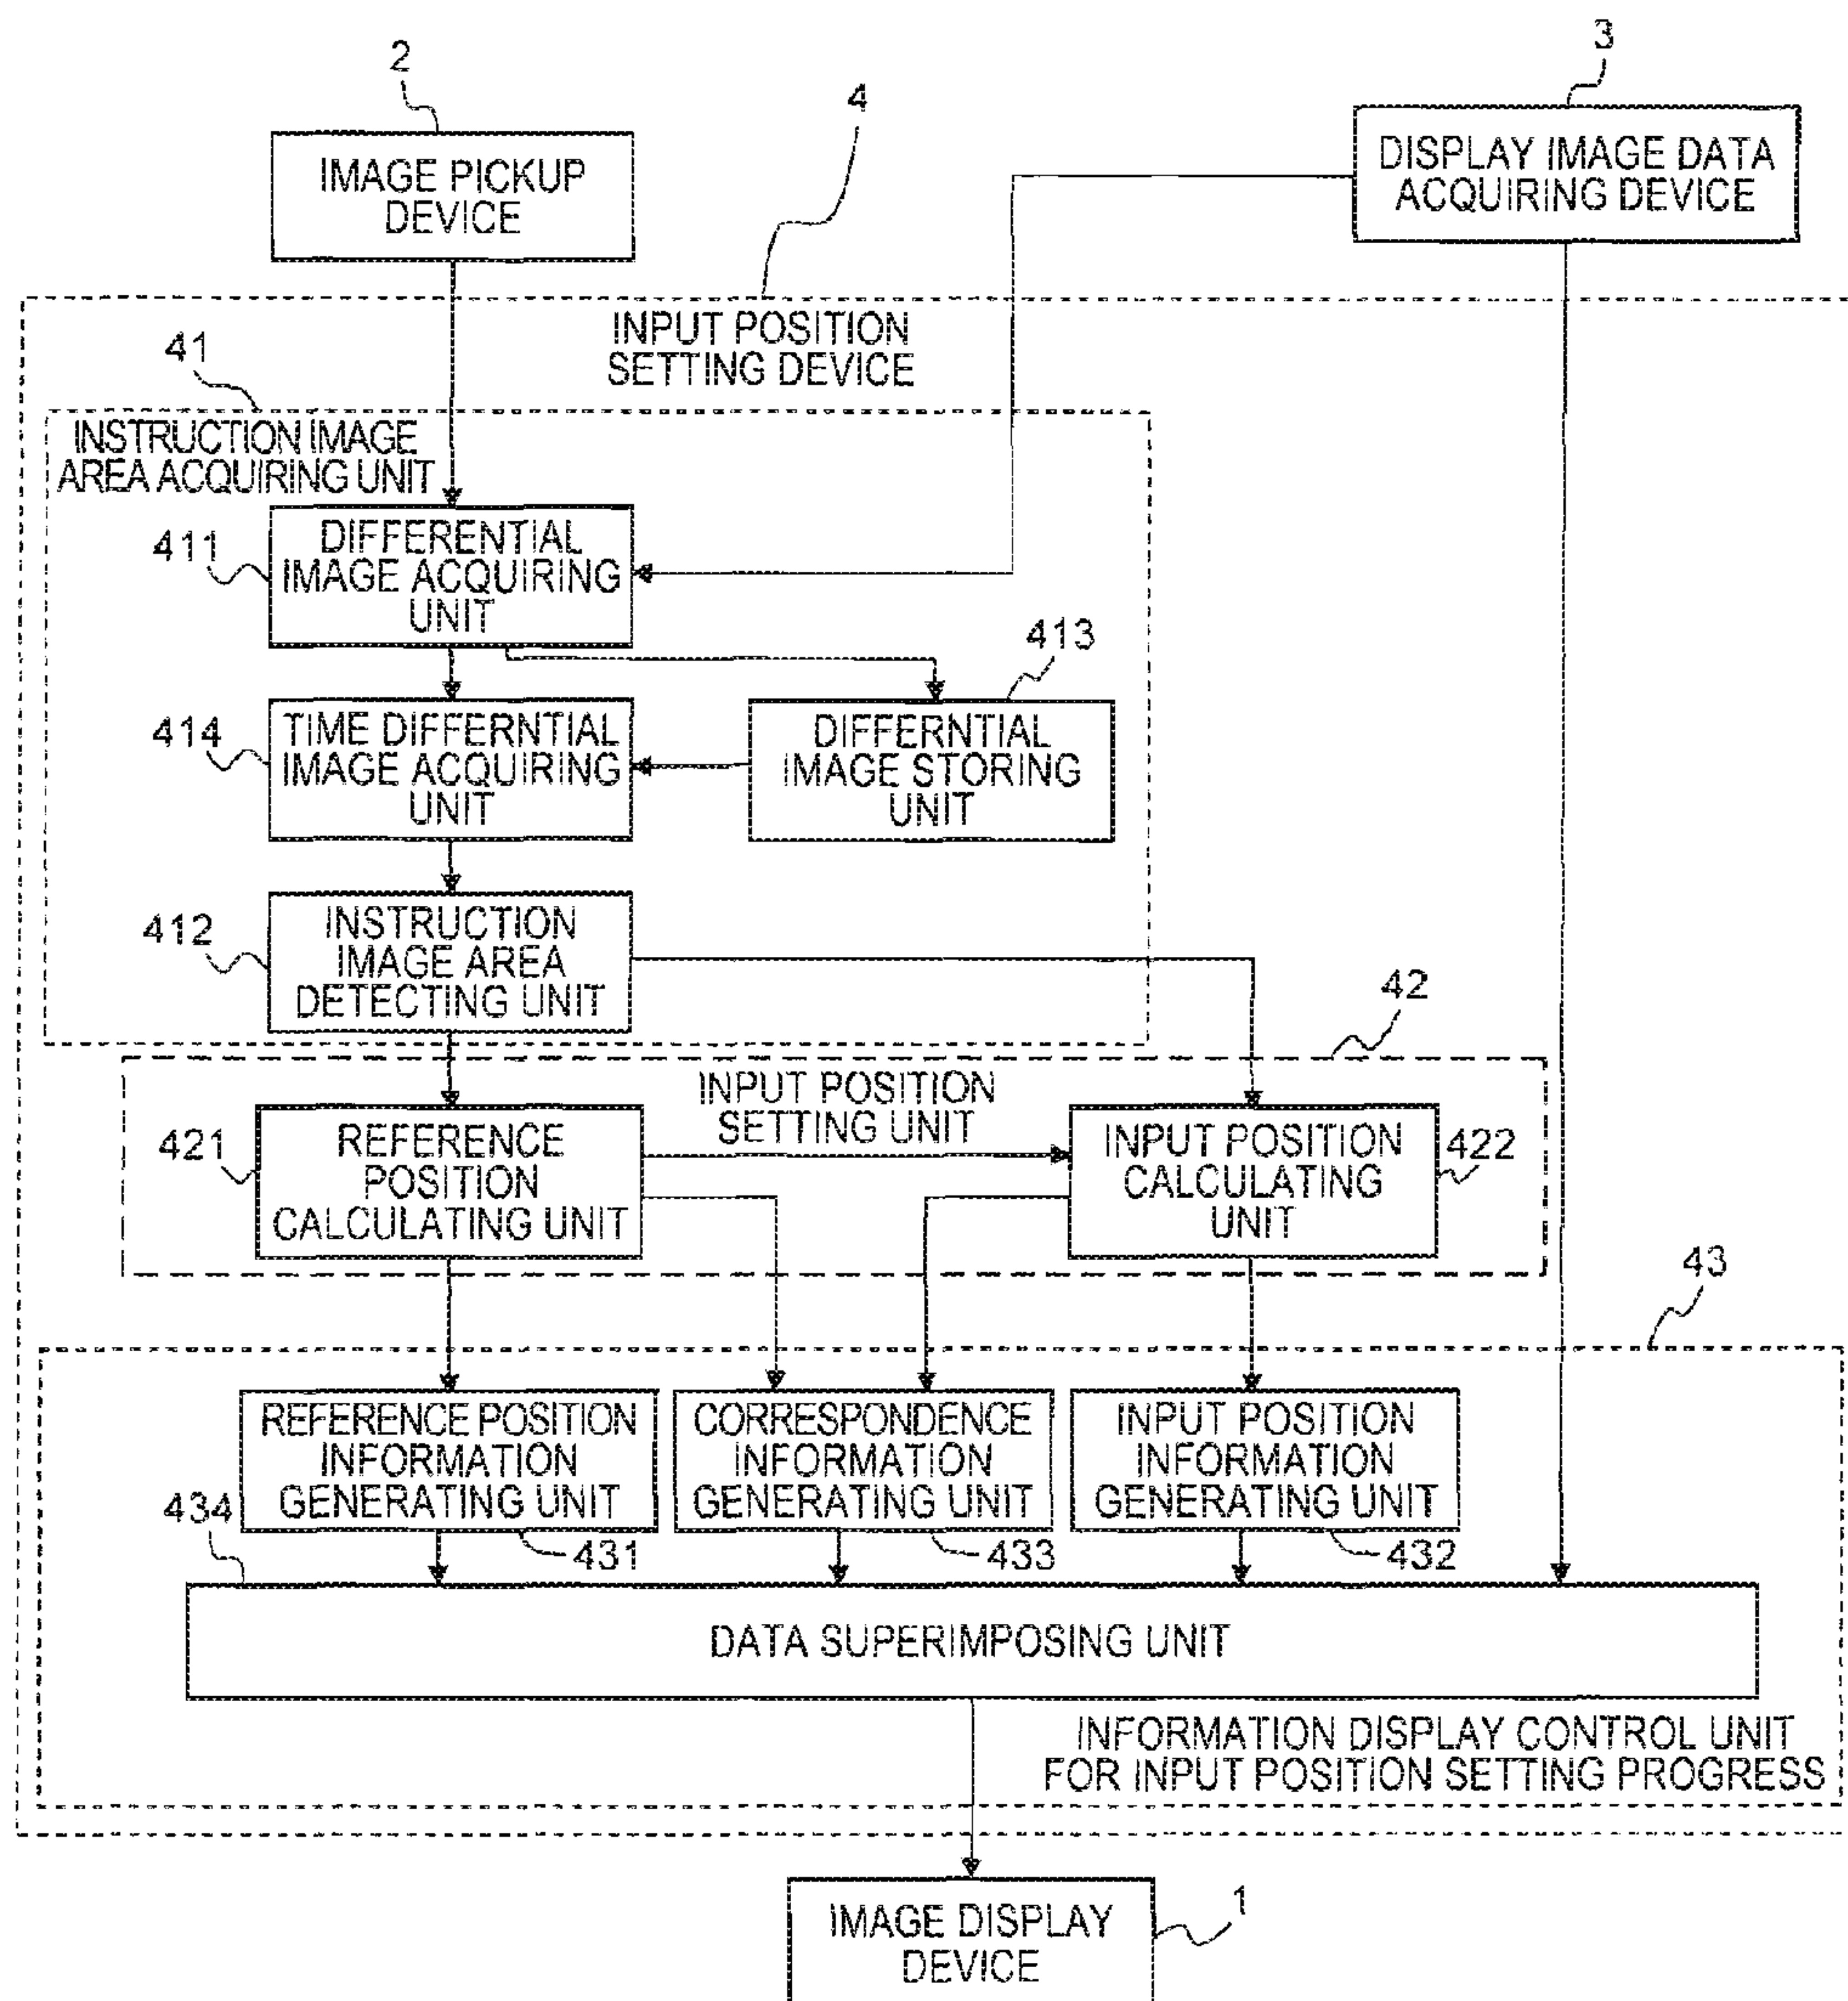 3
2
4
IMAGE PICKUP
DEVICE
DISPLAY IMAGE DATA
ACQUIRING DEVICE
INPUT POSITION
SETTING DEVICE
41
INSTRUCTION IMAGE
AREA ACQUIRING UNIT
411
DIFFERENTIAL
IMAGE ACQUIRING
UNIT
413
414
TIME DIFFERNTIAL
IMAGE ACQUIRING
UNIT
DIFFERNTIAL
IMAGE STORING
UNIT
412
INSTRUCTION
IMAGE AREA
DETECTING UNIT
42
INPUT POSITION
SETTING UNIT
421
REFERENCE
POSITION
CALCULATING UNIT
INPUT POSITION
CALCULATING
UNIT
422
43
REFERENCE POSITION
INFORMATION
GENERATING UNIT
CORRESPONDENCE
INFORMATION
GENERATING UNIT
INPUT POSITION
INFORMATION
GENERATING UNIT
434
431
433
432
DATA SUPERIMPOSING UNIT
INFORMATION DISPLAY CONTROL UNIT
FOR INPUT POSITION SETTING PROGRESS
1
IMAGE DISPLAY
DEVICE